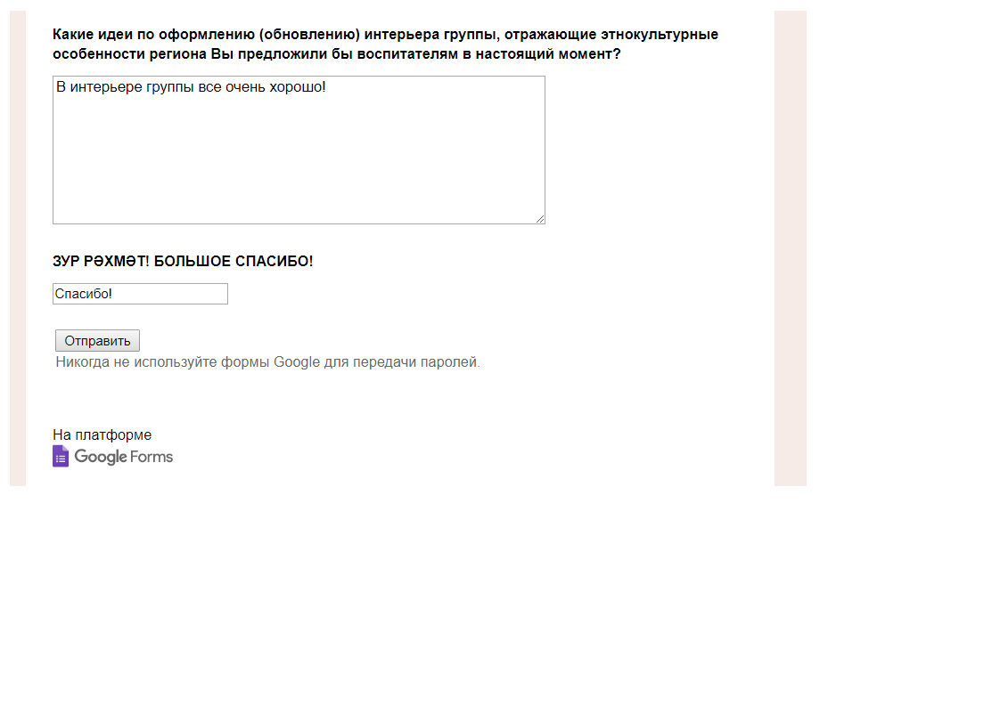 Какие идеи по оформлению (обновлению) интерьера группы, отражающие этнокультурные
особенности региона Вы предложили бы воспитателям в настоящий момент?
В интерьере группы все очень хорошо!
ЗУР РӘХМӘТ! БОЛЬШОЕ СПАСИБО!
Спасибо!
Отправить
Никогда не используйте формы Google для передачи паролей.
На платформе
Google Forms